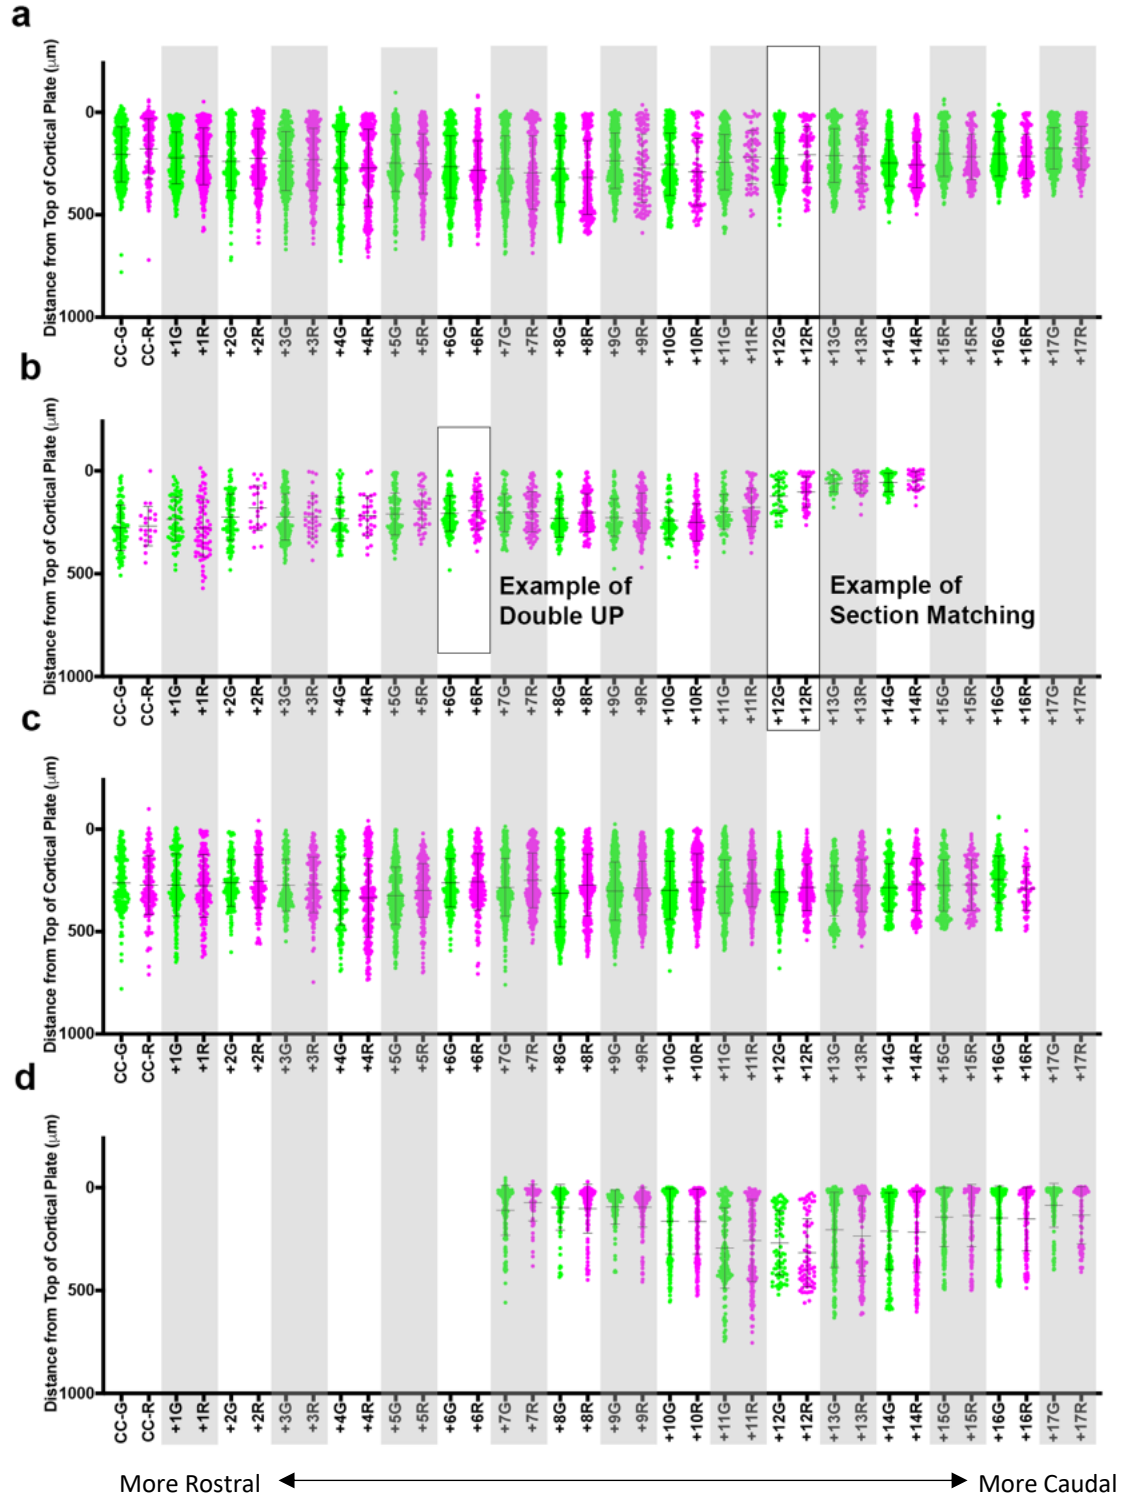 a
Distance from Top of Cortical Plate (μm)
0
500
1000
CC-G CC-R +1G +1R +2G +2R +3G +3R +4G +4R +5G +5R +6G +6R +7G +7R +8G +8R +9G +9R +10G +10R +11G +11R +12G +12R +13G +13R +14G +14R +15R +15R +16G +16R +17G +17R
b
Distance from Top of Cortical Plate (μm)
0
500
1000
Example of
Double UP
Example of
Section Matching
CC-G CC-R +1G +1R +2G +2R +3G +3R +4G +4R +5G +5R +6G +6R +7G +7R +8G +8R +9G +9R +10G +10R +11G +11R +12G +12R +13G +13R +14G +14R +15G +15R +16G +16R +17G +17R
c
Distance from Top of Cortical Plate (μm)
0
500
1000
CC-G CC-R +1G +1R +2G +2R +3G +3R +4G +4R +5G +5R +6G +6R +7G +7R +8G +8R +9G +9R +10G +10R +11G +11R +12G +12R +13G +13R +14G +14R +15G +15R +16G +16R +17G +17R
d
Distance from Top of Cortical Plate (μm)
0
500
1000
CC-G CC-R +1G +1R +2G +2R +3G +3R +4G +4R +5G +5R +6G +6R +7G +7R +8G +8R +9G +9R +10G +10R +11G +11R +12G +12R +13G +13R +14G +14R +15G +15R +16G +16R +17G +17R
More Rostral
More Caudal